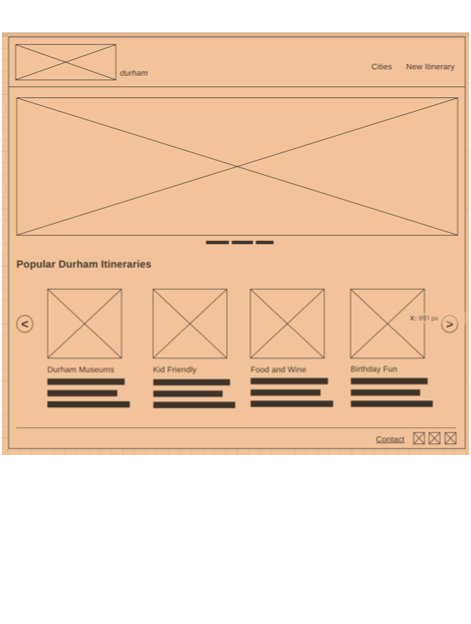 durham
Cities New Itinerary
Popular Durham Itineraries
<
X: 951 px
>
Durham Museums
Kid Friendly
Food and Wine
Birthday Fun
Contact